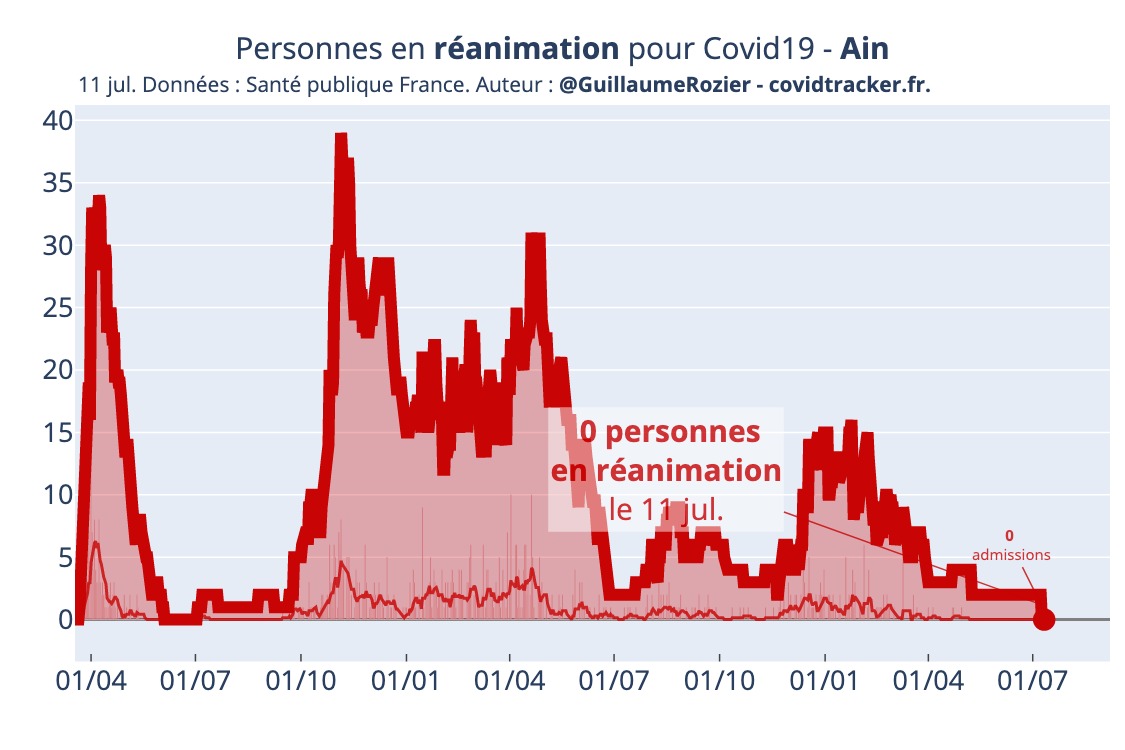 Personnes en réanimation pour Covid19 - Ain
11 jul. Données : Santé publique France. Auteur : @GuillaumeRozier - covidtracker.fr.
40
35
30
25
20
15
10
5
0
0 personnes
en réanimation
le 11 jul.
0
admissions
01/04 01/07 01/10 01/01 01/04 01/07 01/10 01/01 01/04 01/07